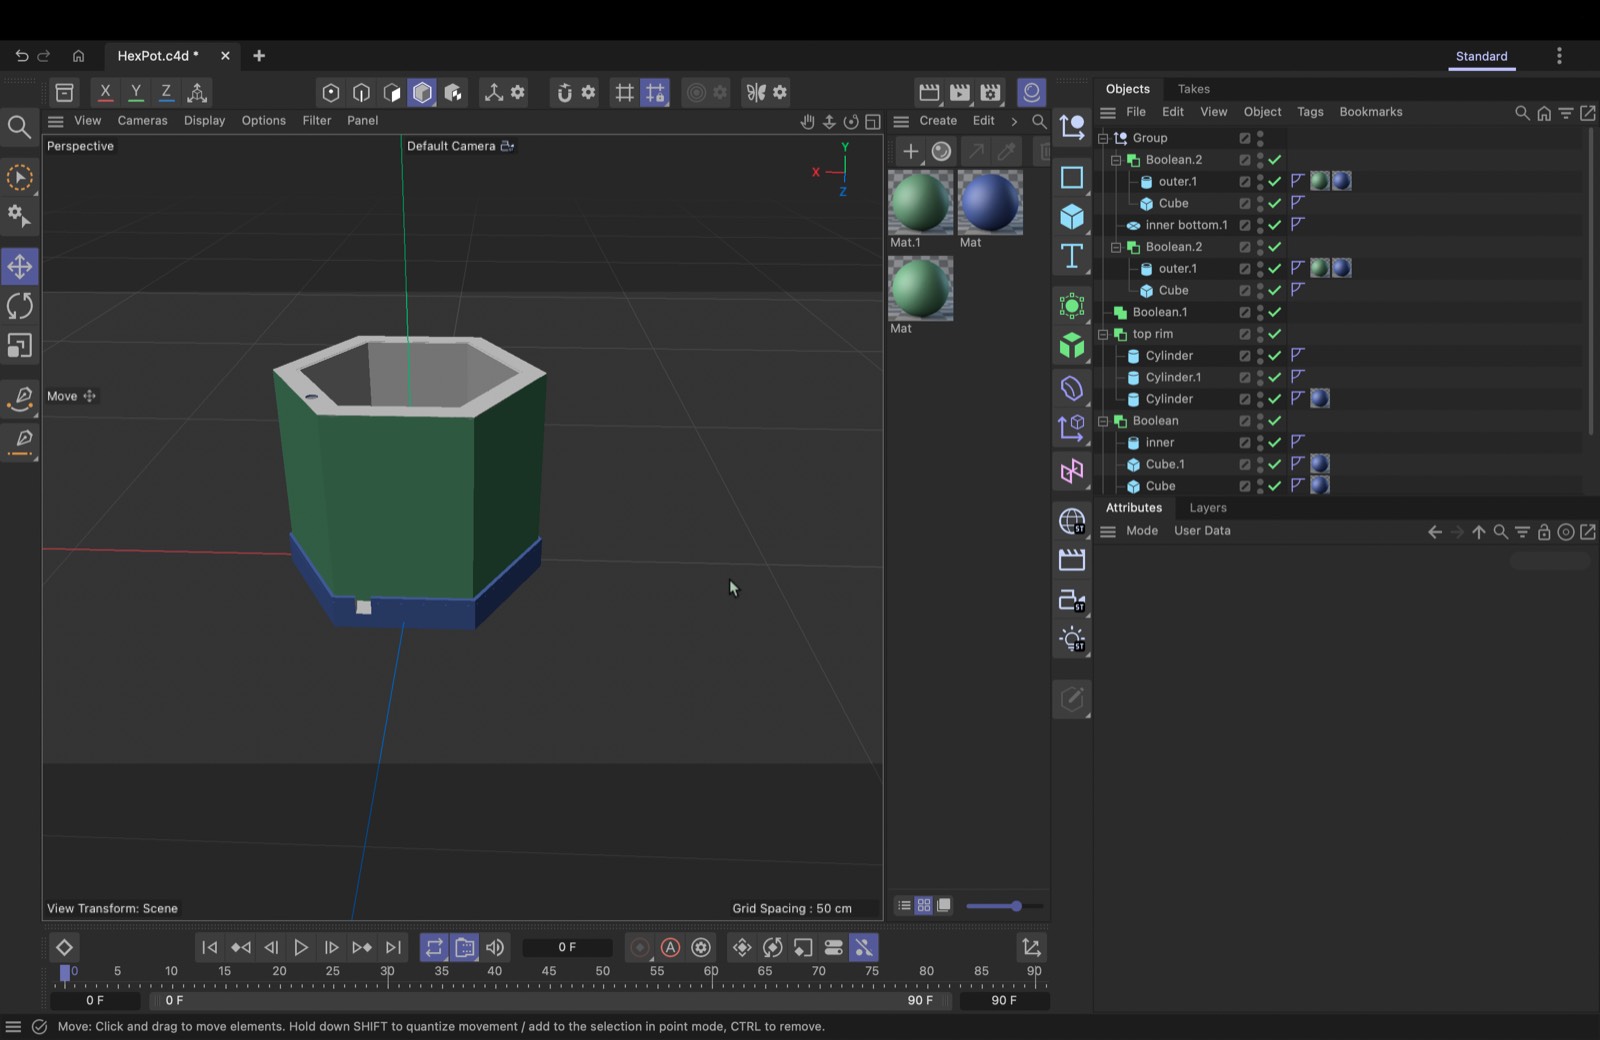 HexPot.c4d *
Standard
X Y Z
View Cameras Display Options Filter Panel
Create Edit
Objects Takes
File Edit View Object Tags Bookmarks
Perspective
Default Camera
Y
X
Z
Move
View Transform: Scene
Grid Spacing : 50 cm
Mat.1 Mat
Mat
T
ST
ST
ST
Group
Boolean.2
outer.1
Cube
inner bottom.1
Boolean.2
outer.1
Cube
Boolean.1
top rim
Cylinder
Cylinder.1
Cylinder
Boolean
inner
Cube.1
Cube
Attributes Layers
Mode User Data
0 F
A
0 5 10 15 20 25 30 35 40 45 50 55 60 65 70 75 80 85 90
0 F 0 F 90 F 90 F
Move: Click and drag to move elements. Hold down SHIFT to quantize movement / add to the selection in point mode, CTRL to remove.